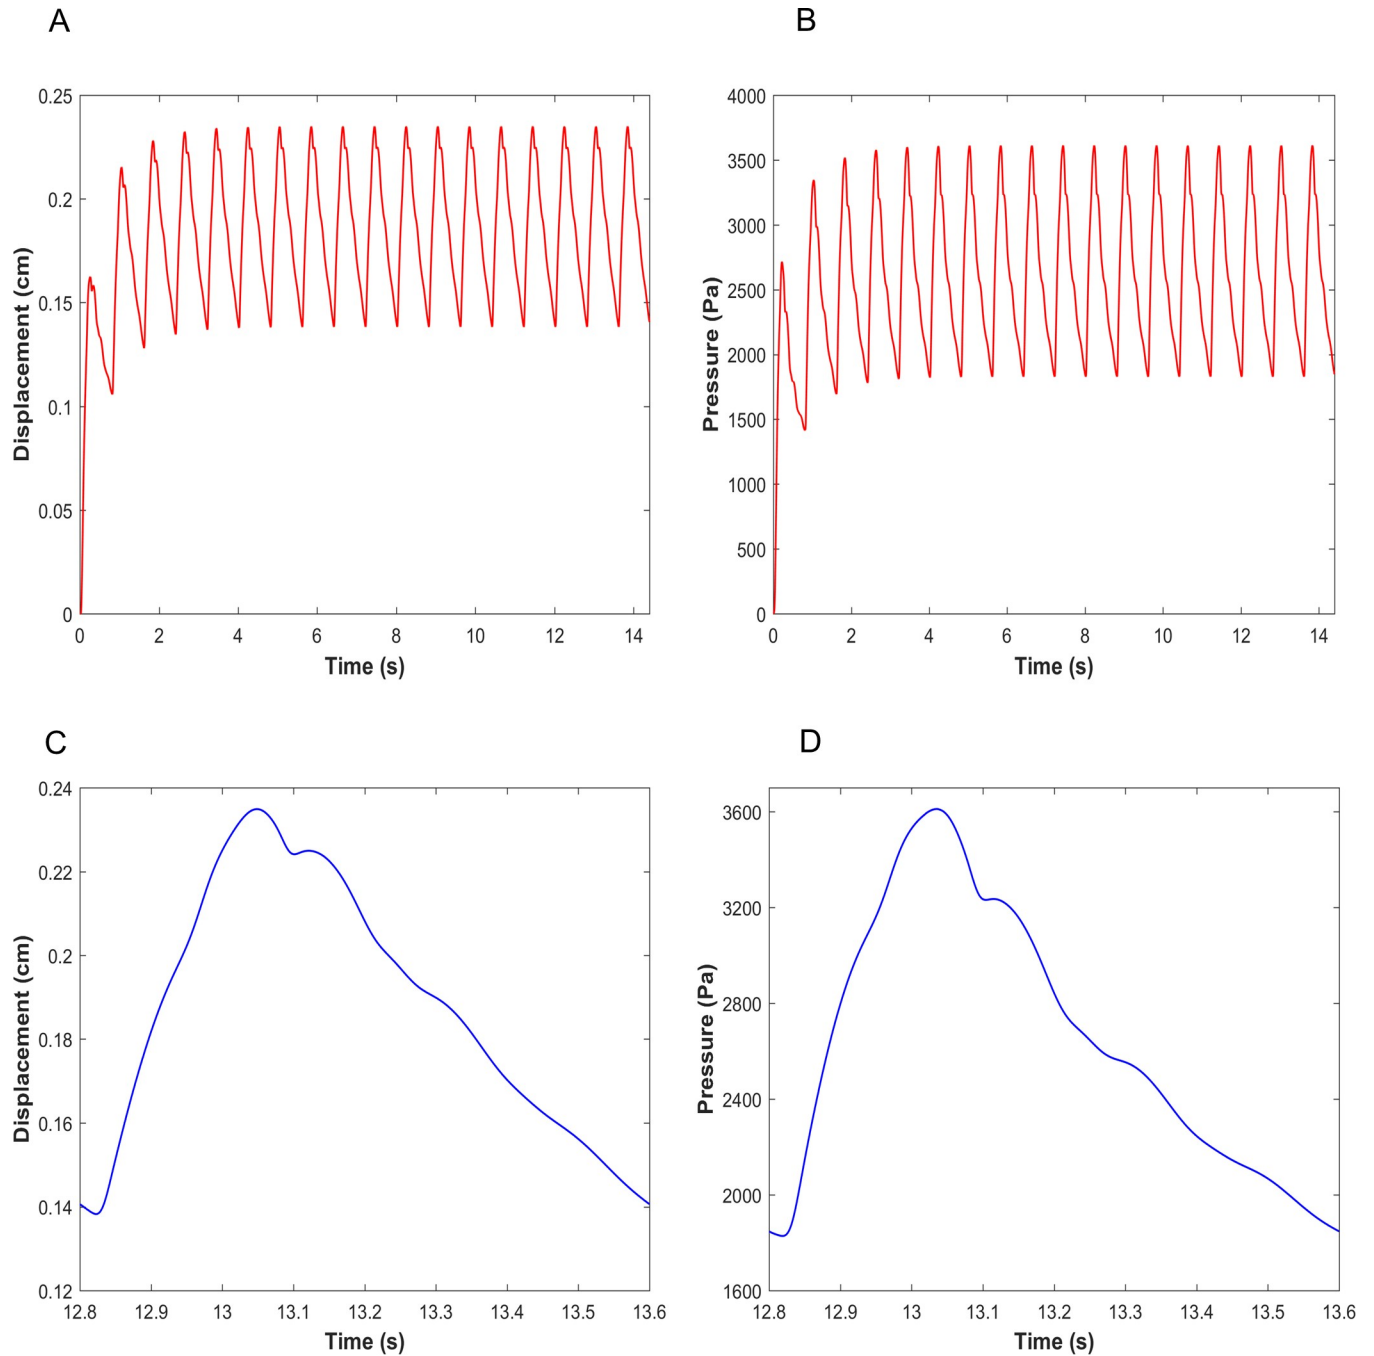 A
B
0.25
0.2
0.15
0.1
0.05
0
Displacement (cm)
0 2 4 6 8 10 12 14
Time (s)
4000
3500
3000
2500
2000
1500
1000
500
0
Pressure (Pa)
0 2 4 6 8 10 12 14
Time (s)
C
D
0.24
0.22
0.2
0.18
0.16
0.14
0.12
Displacement (cm)
12.8 12.9 13 13.1 13.2 13.3 13.4 13.5 13.6
Time (s)
3600
3200
2800
2400
2000
1600
Pressure (Pa)
12.8 12.9 13 13.1 13.2 13.3 13.4 13.5 13.6
Time (s)